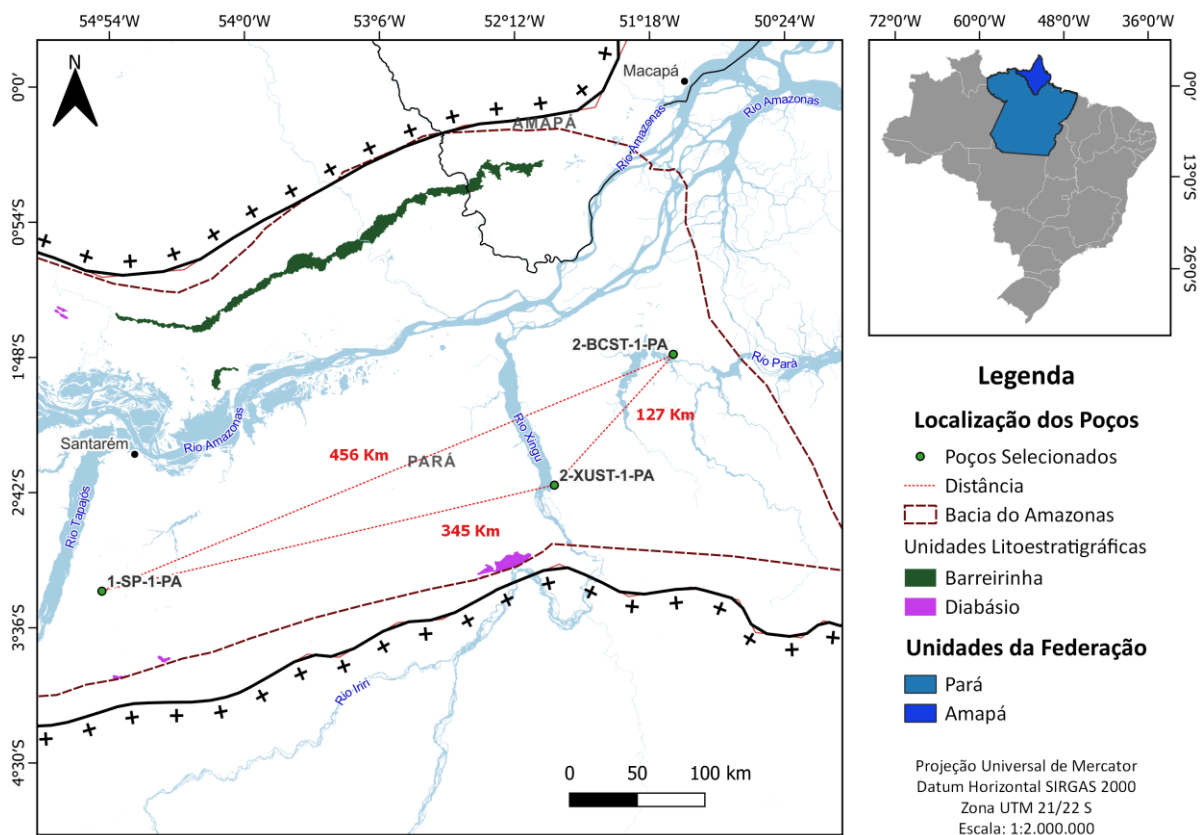 54°54'W
54°00'W
53°6'W
52°12'W
51°18'W
50°24'W
72°0'W
60°0'W
48°0'W
36°0'W
N
0°0'
0°54'S
1°48'S
2°42'S
3°36'S
4°30'S
Macapá
AMAPÁ
Rio Amazonas
Rio Amazonas
2-BCST-1-PA
Rio Pará
127 Km
Rio Xingu
Santarém
Rio Amazonas
456 Km
PARÁ
2-XUST-1-PA
Rio Tapajós
345 Km
1-SP-1-PA
Rio Iriri
0 50 100 km
0°0'
13°0'S
26°0'S
Legenda
Localização dos Poços
Poços Selecionados
Distância
Bacia do Amazonas
Unidades Litoestratigráficas
Barreirinha
Diabásio
Unidades da Federação
Pará
Amapá
Projeção Universal de Mercator
Datum Horizontal SIRGAS 2000
Zona UTM 21/22 S
Escala: 1:2.000.000